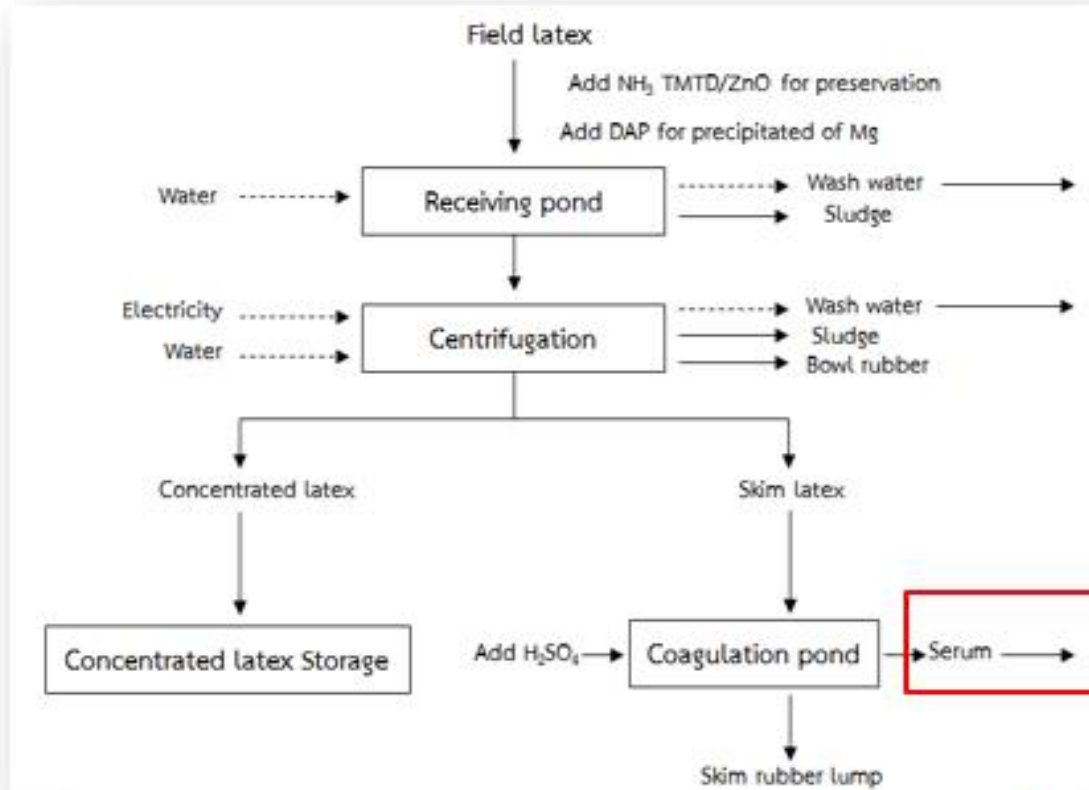 Field latex
Add NH₃ TMTD/ZnO for preservation
Add DAP for precipitated of Mg
Water
Receiving pond
Wash water
Sludge
Electricity
Water
Centrifugation
Wash water
Sludge
Bowl rubber
Concentrated latex
Skim latex
Concentrated latex Storage
Add H₂SO₄
Coagulation pond
Serum
Skim rubber lump